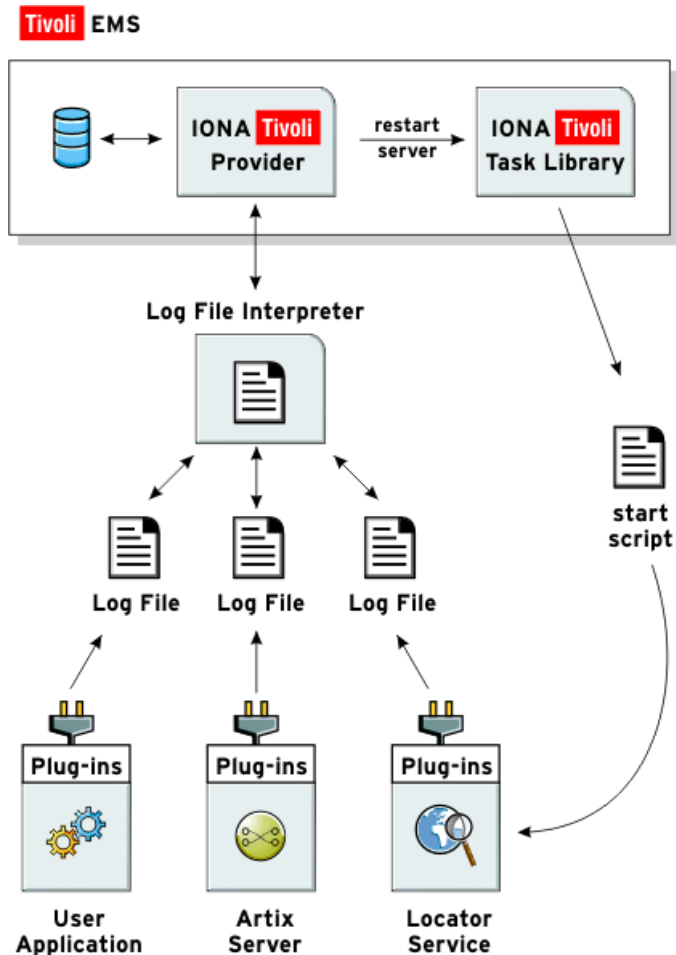 Tivoli EMS
IONA Tivoli
Provider
restart
server
IONA Tivoli
Task Library
Log File Interpreter
start
script
Log File
Log File
Log File
Plug-ins
Plug-ins
Plug-ins
User
Application
Artix
Server
Locator
Service